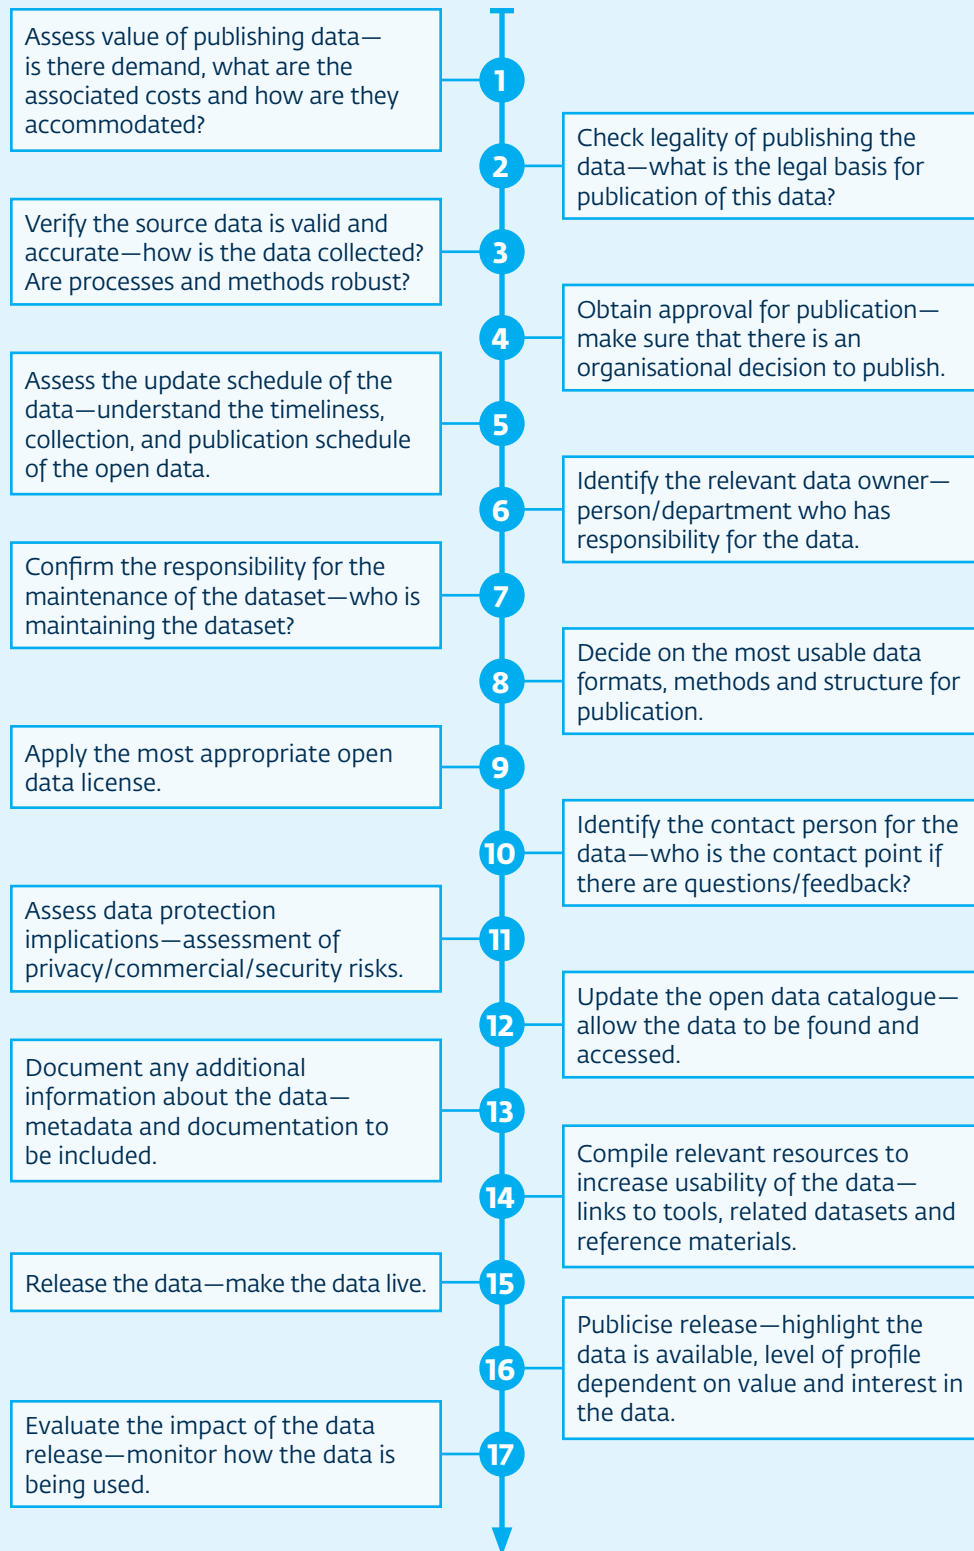 Assess value of publishing data—
is there demand, what are the
associated costs and how are they
accommodated?
1
2
Check legality of publishing the
data—what is the legal basis for
publication of this data?
Verify the source data is valid and
accurate—how is the data collected?
Are processes and methods robust?
3
4
Obtain approval for publication—
make sure that there is an
organisational decision to publish.
Assess the update schedule of the
data—understand the timeliness,
collection, and publication schedule
of the open data.
5
6
Identify the relevant data owner—
person/department who has
responsibility for the data.
Confirm the responsibility for the
maintenance of the dataset—who is
maintaining the dataset?
7
8
Decide on the most usable data
formats, methods and structure for
publication.
Apply the most appropriate open
data license.
9
10
Identify the contact person for the
data—who is the contact point if
there are questions/feedback?
Assess data protection
implications—assessment of
privacy/commercial/security risks.
11
12
Update the open data catalogue—
allow the data to be found and
accessed.
Document any additional
information about the data—
metadata and documentation to
be included.
13
14
Compile relevant resources to
increase usability of the data—
links to tools, related datasets and
reference materials.
Release the data—make the data live.
15
16
Publicise release—highlight the
data is available, level of profile
dependent on value and interest in
the data.
Evaluate the impact of the data
release—monitor how the data is
being used.
17